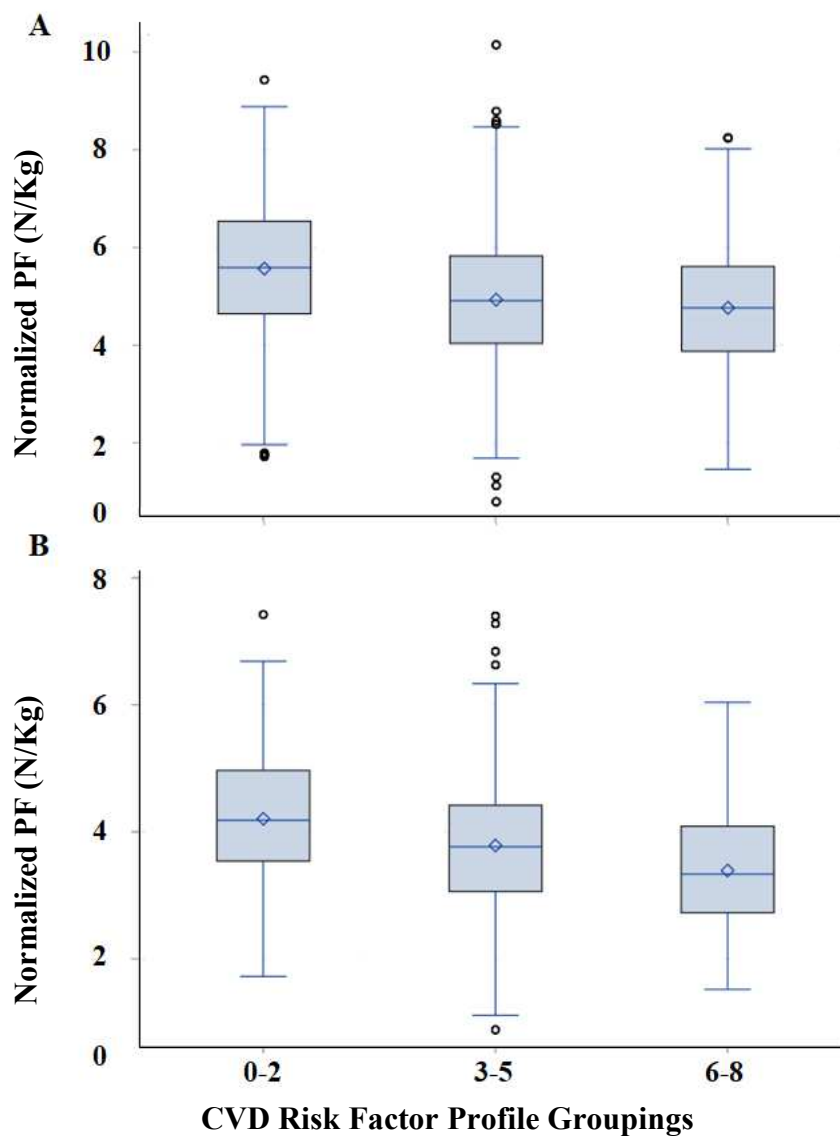 A
10
8
6
4
2
0
Normalized PF (N/Kg)
B
8
6
4
2
0
Normalized PF (N/Kg)
0-2 3-5 6-8
CVD Risk Factor Profile Groupings